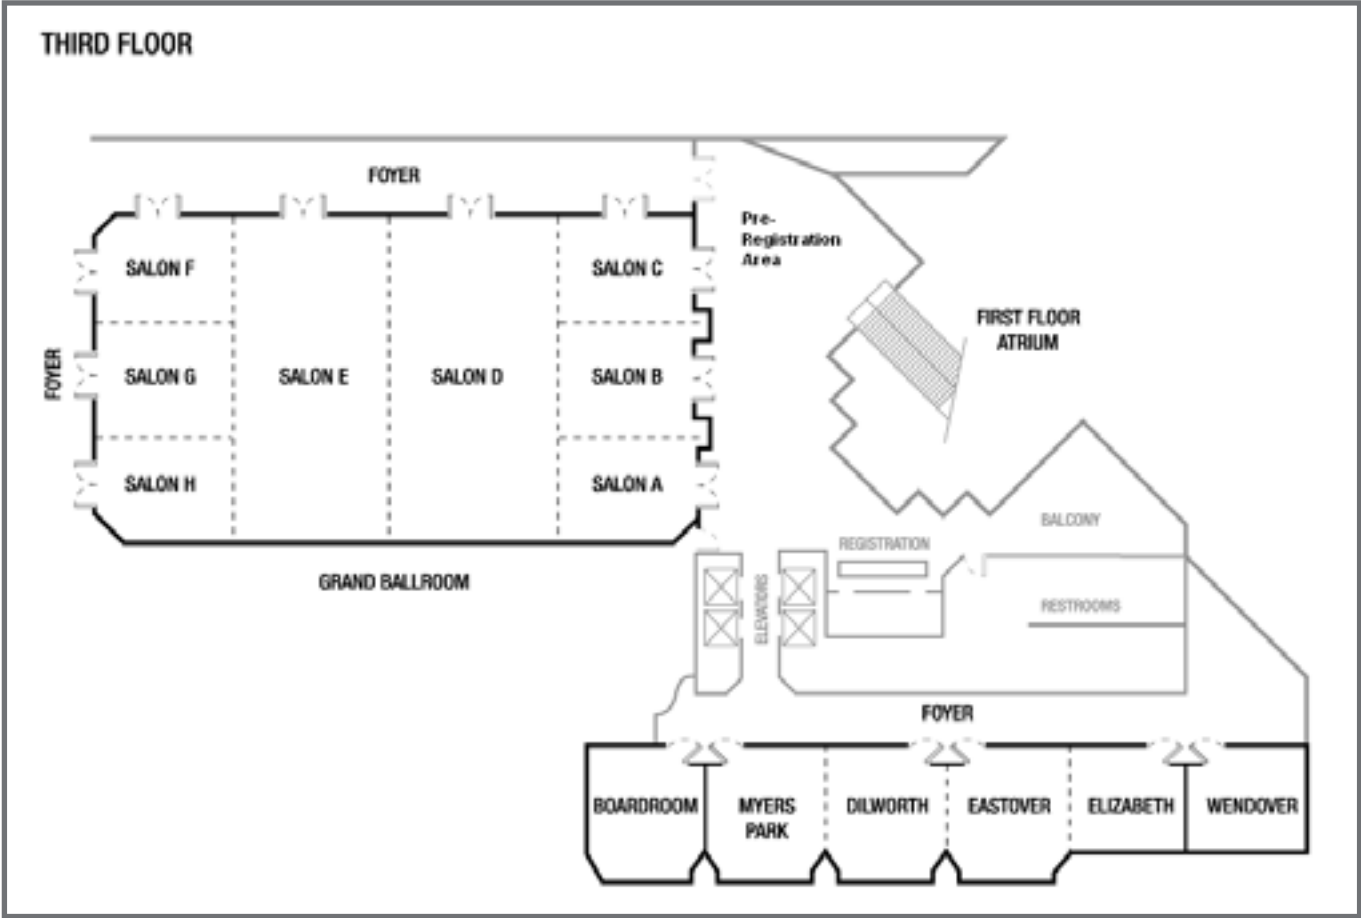 THIRD FLOOR
FOYER
Pre-
Registration
Area
SALON F
SALON C
FIRST FLOOR
ATRIUM
FOYER
SALON G
SALON E
SALON D
SALON B
SALON H
SALON A
BALCONY
REGISTRATION
GRAND BALLROOM
ELEVATORS
RESTROOMS
FOYER
BOARDROOM
MYERS
PARK
DILWORTH
EASTOVER
ELIZABETH
WENDOVER